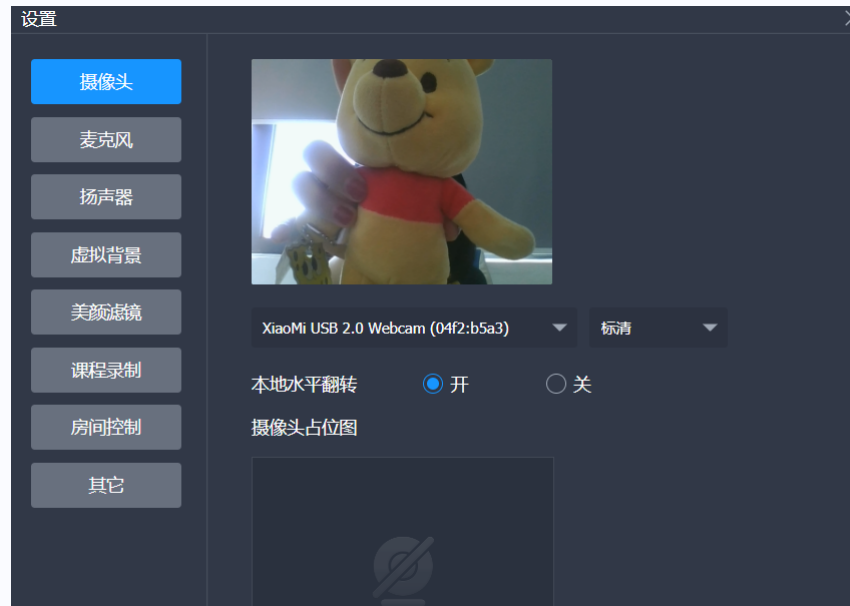 设置
摄像头
麦克风
扬声器
虚拟背景
美颜滤镜
课程录制
房间控制
其它
XiaoMi USB 2.0 Webcam (04f2:b5a3)
标清
本地水平翻转
开
关
摄像头占位图